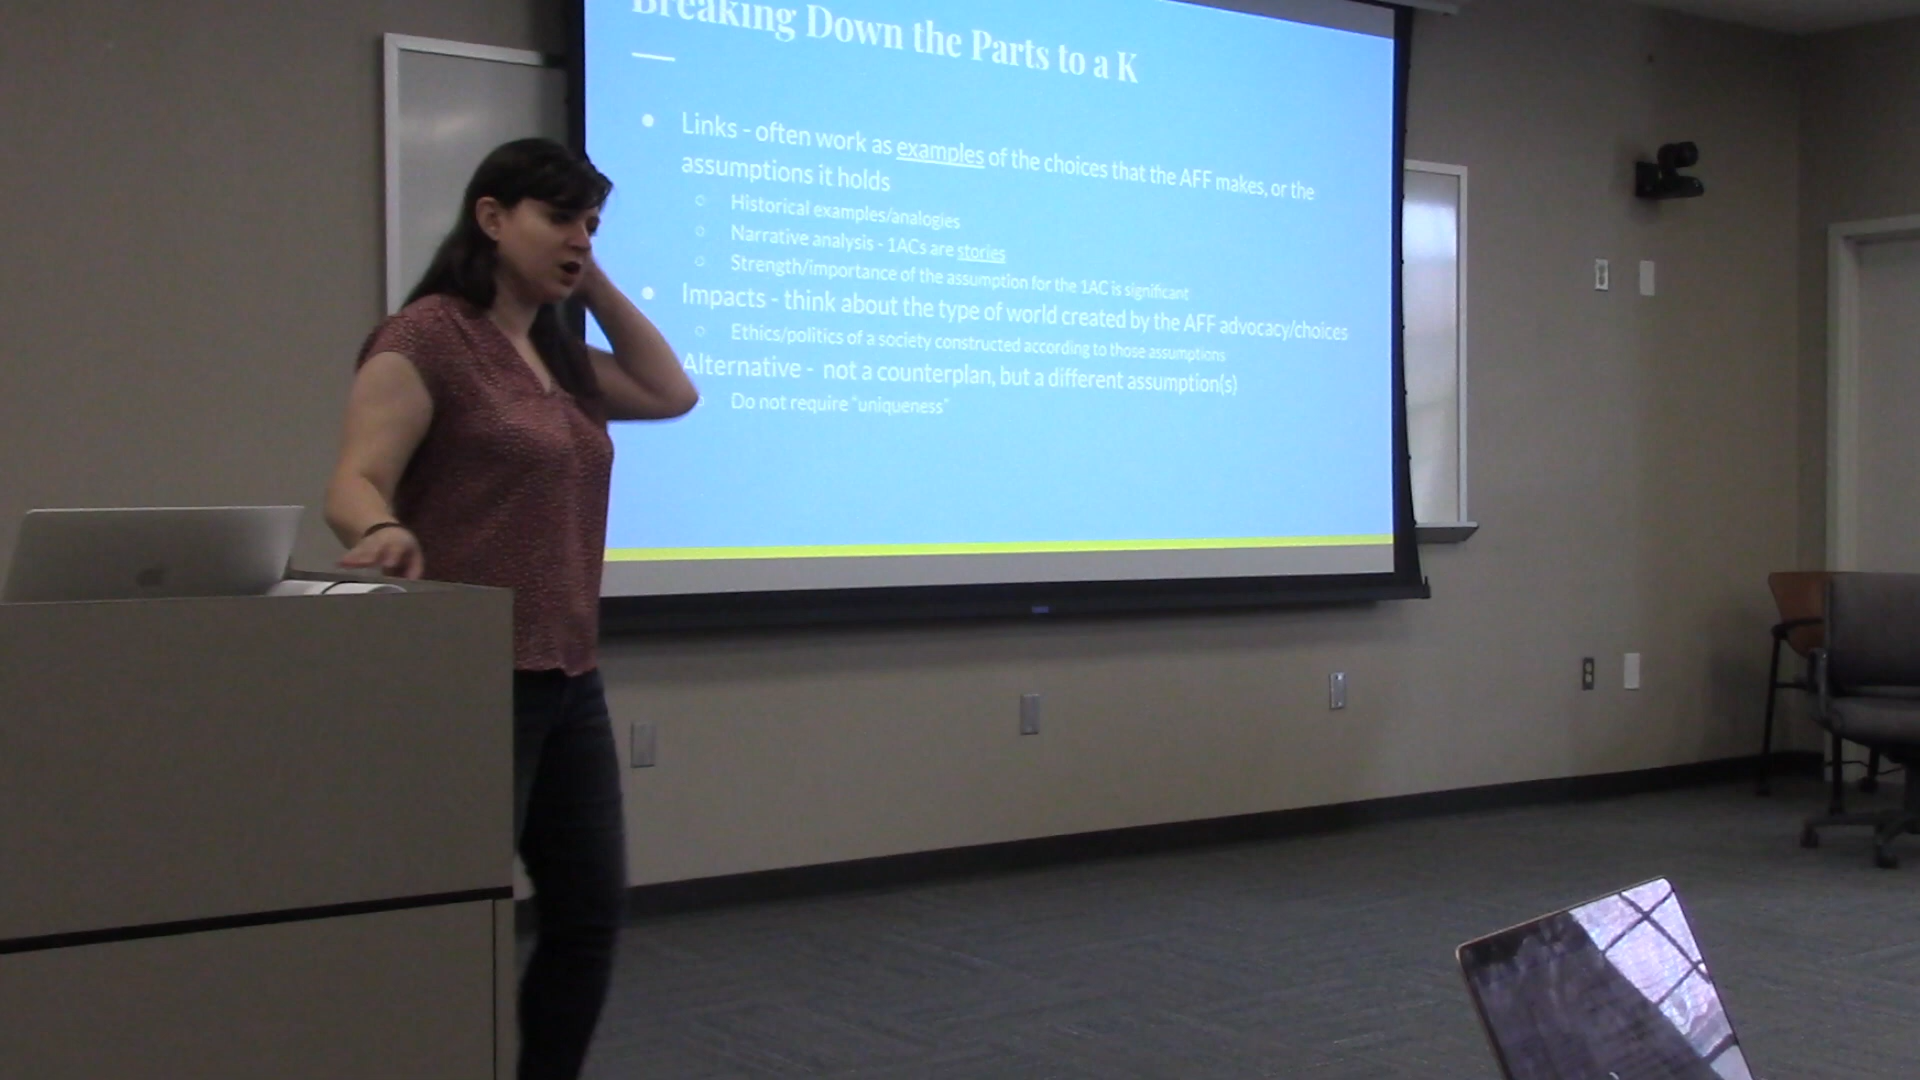 Breaking Down the Parts to a K
Links - often work as examples of the choices that the AFF makes, or the
assumptions it holds
Historical examples/analogies
Narrative analysis - 1ACs are stories
Strength/importance of the assumption for the 1AC is significant
Impacts - think about the type of world created by the AFF advocacy/choices
Ethics/politics of a society constructed according to those assumptions
Alternative - not a counterplan, but a different assumption(s)
Do not require “uniqueness”